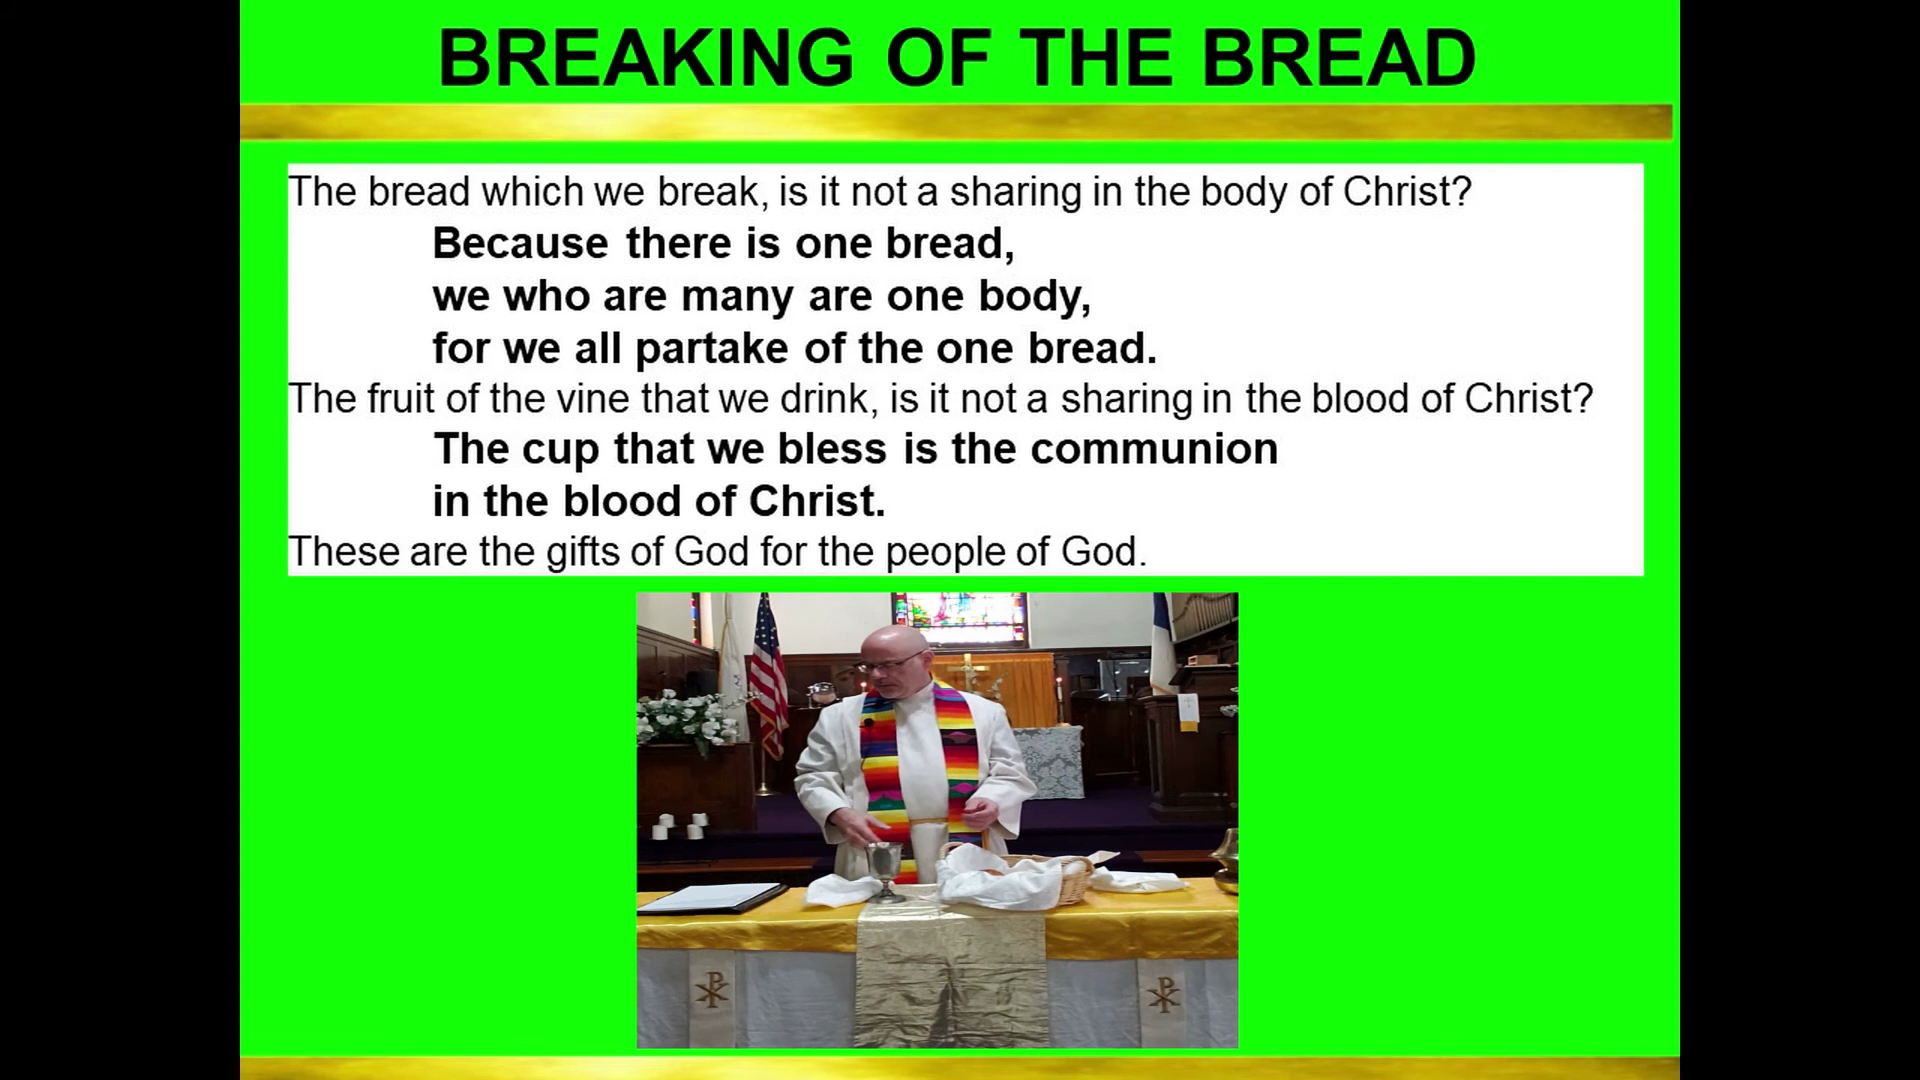 BREAKING OF THE BREAD
The bread which we break, is it not a sharing in the body of Christ?
Because there is one bread,
we who are many are one body,
for we all partake of the one bread.
The fruit of the vine that we drink, is it not a sharing in the blood of Christ?
The cup that we bless is the communion
in the blood of Christ.
These are the gifts of God for the people of God.